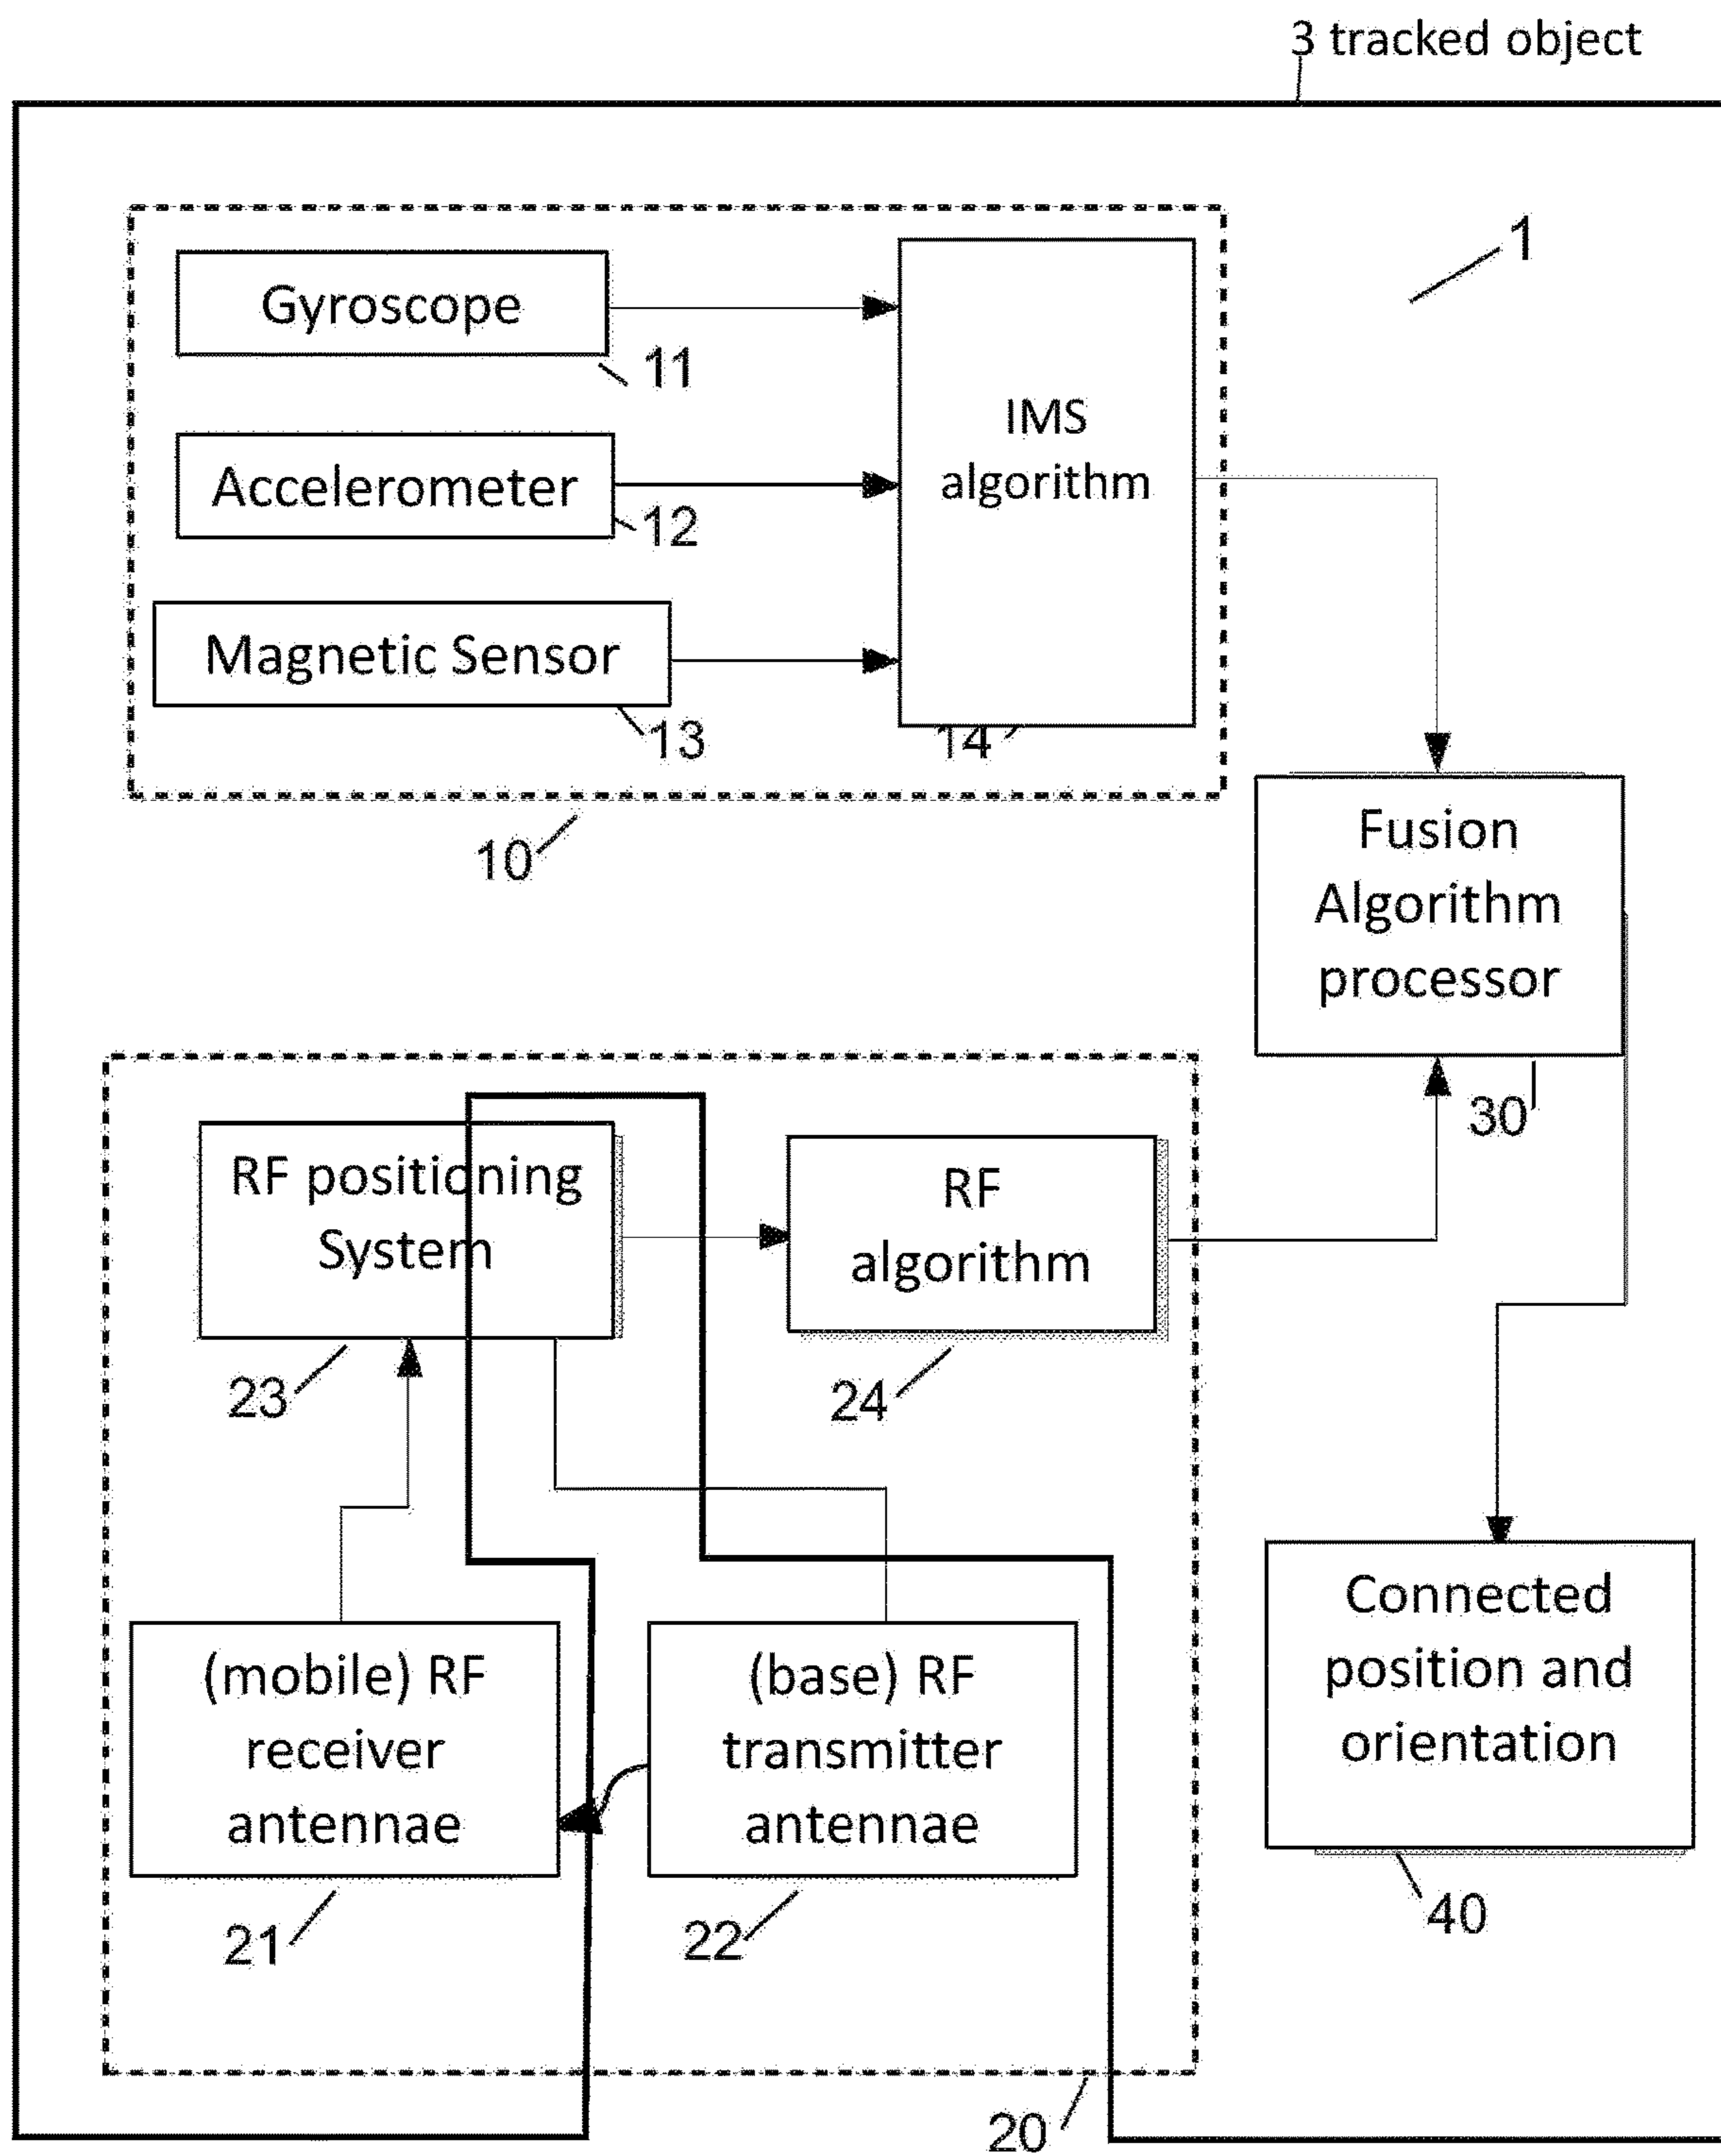 3 tracked object
1
Gyroscope
11
IMS
algorithm
Accelerometer
12
Magnetic Sensor
13
14
10
Fusion
Algorithm
processor
30
RF positioning
System
23
RF
algorithm
24
(mobile) RF
receiver
antennae
21
(base) RF
transmitter
antennae
22
Connected
position and
orientation
40
20